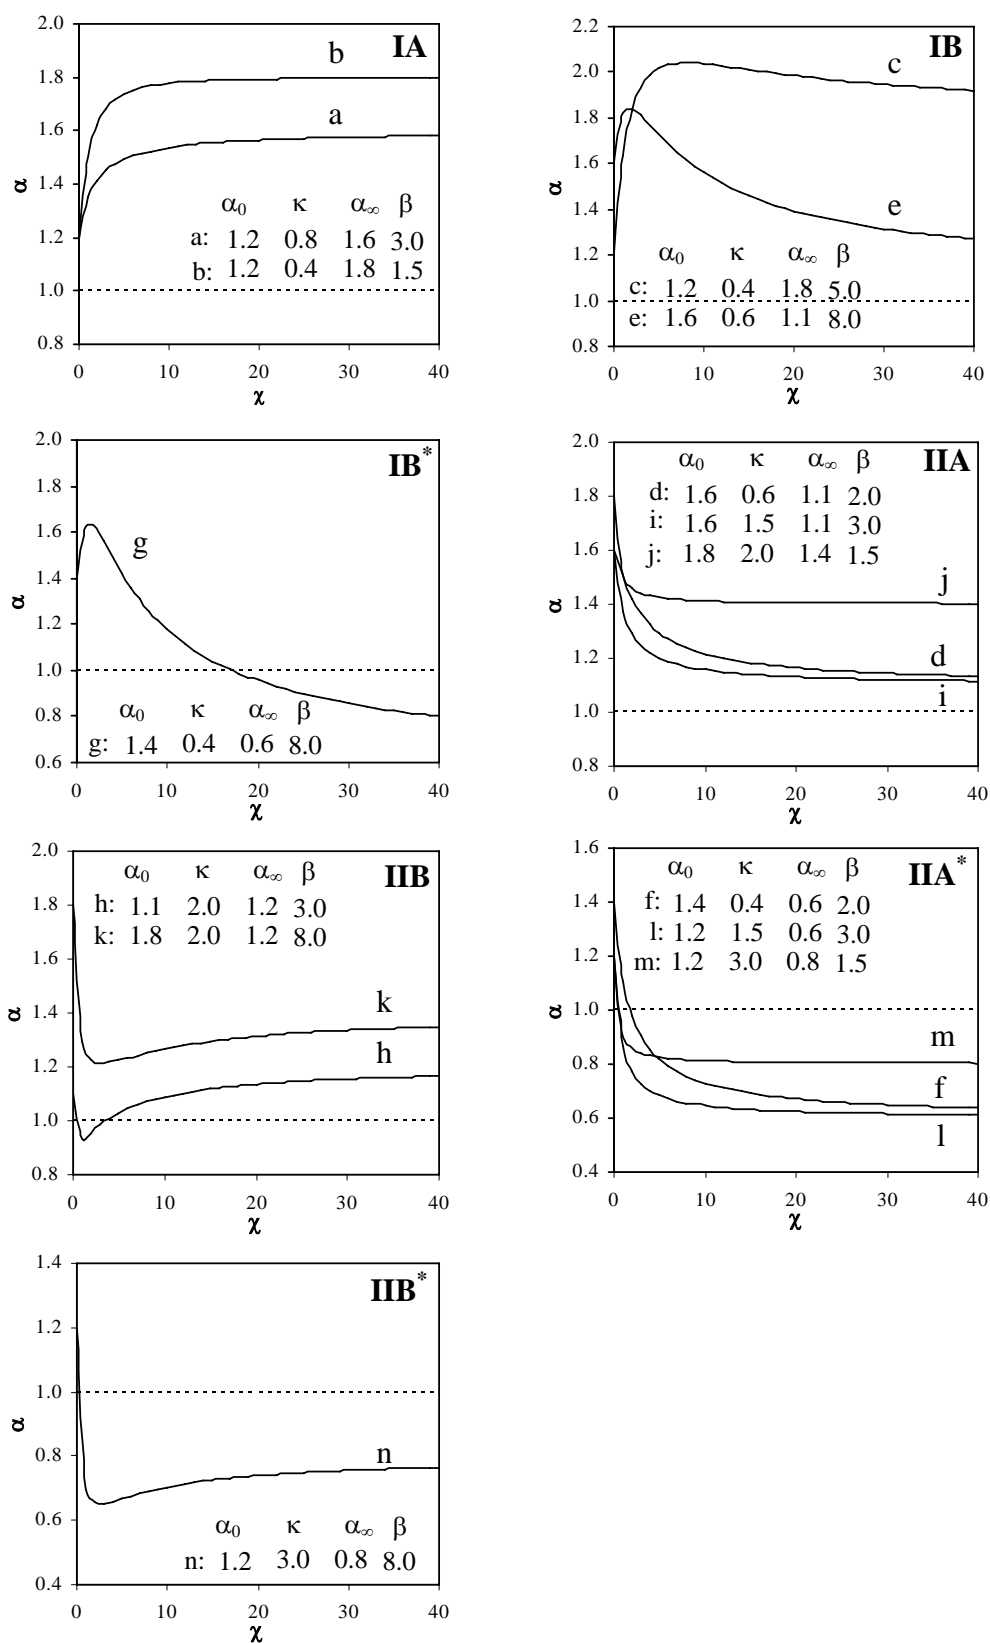 IA
2.0
1.8
1.6
1.4
1.2
1.0
0.8
α
b
a
α₀ κ α∞ β
a: 1.2 0.8 1.6 3.0
b: 1.2 0.4 1.8 1.5
0 10 20 30 40
χ
IB
2.2
2.0
1.8
1.6
1.4
1.2
1.0
0.8
α
c
e
α₀ κ α∞ β
c: 1.2 0.4 1.8 5.0
e: 1.6 0.6 1.1 8.0
0 10 20 30 40
χ
IB*
2.0
1.8
1.6
1.4
1.2
1.0
0.8
0.6
α
g
α₀ κ α∞ β
g: 1.4 0.4 0.6 8.0
0 10 20 30 40
χ
IIA
2.0
1.8
1.6
1.4
1.2
1.0
0.8
α
α₀ κ α∞ β
d: 1.6 0.6 1.1 2.0
i: 1.6 1.5 1.1 3.0
j: 1.8 2.0 1.4 1.5
j
d
i
0 10 20 30 40
χ
IIB
2.0
1.8
1.6
1.4
1.2
1.0
0.8
α
α₀ κ α∞ β
h: 1.1 2.0 1.2 3.0
k: 1.8 2.0 1.2 8.0
k
h
0 10 20 30 40
χ
IIA*
1.6
1.4
1.2
1.0
0.8
0.6
0.4
α
α₀ κ α∞ β
f: 1.4 0.4 0.6 2.0
l: 1.2 1.5 0.6 3.0
m: 1.2 3.0 0.8 1.5
m
f
l
0 10 20 30 40
χ
IIB*
1.4
1.2
1.0
0.8
0.6
0.4
α
n
α₀ κ α∞ β
n: 1.2 3.0 0.8 8.0
0 10 20 30 40
χ